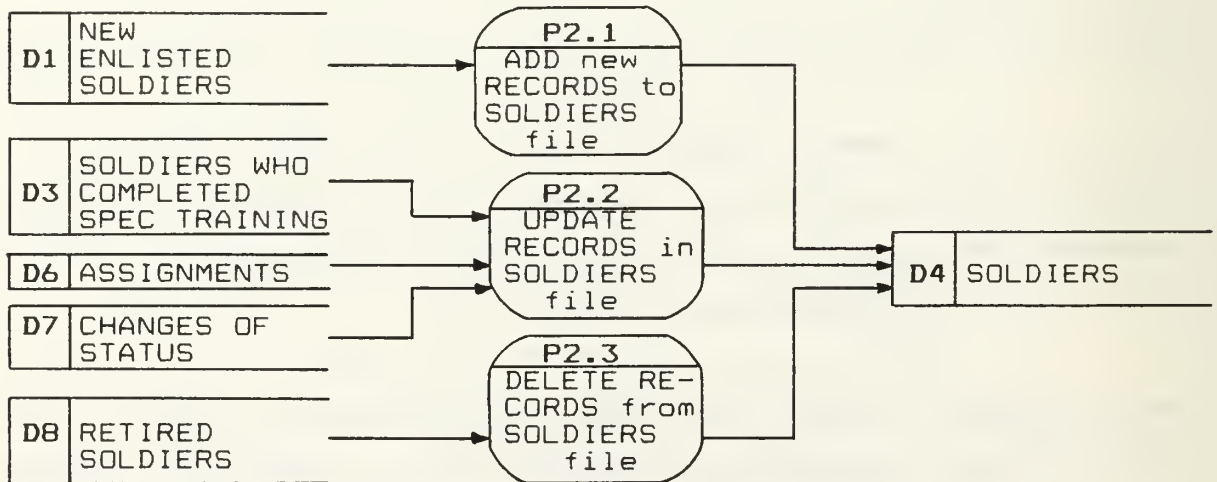 D1
NEW
ENLISTED
SOLDIERS
P2.1
ADD new
RECORDS to
SOLDIERS
file
D3
SOLDIERS WHO
COMPLETED
SPEC TRAINING
P2.2
UPDATE
RECORDS in
SOLDIERS
file
D6 ASSIGNMENTS
D4 SOLDIERS
D7
CHANGES OF
STATUS
P2.3
DELETE RE-
CORDS from
SOLDIERS
file
D8
RETIRED
SOLDIERS